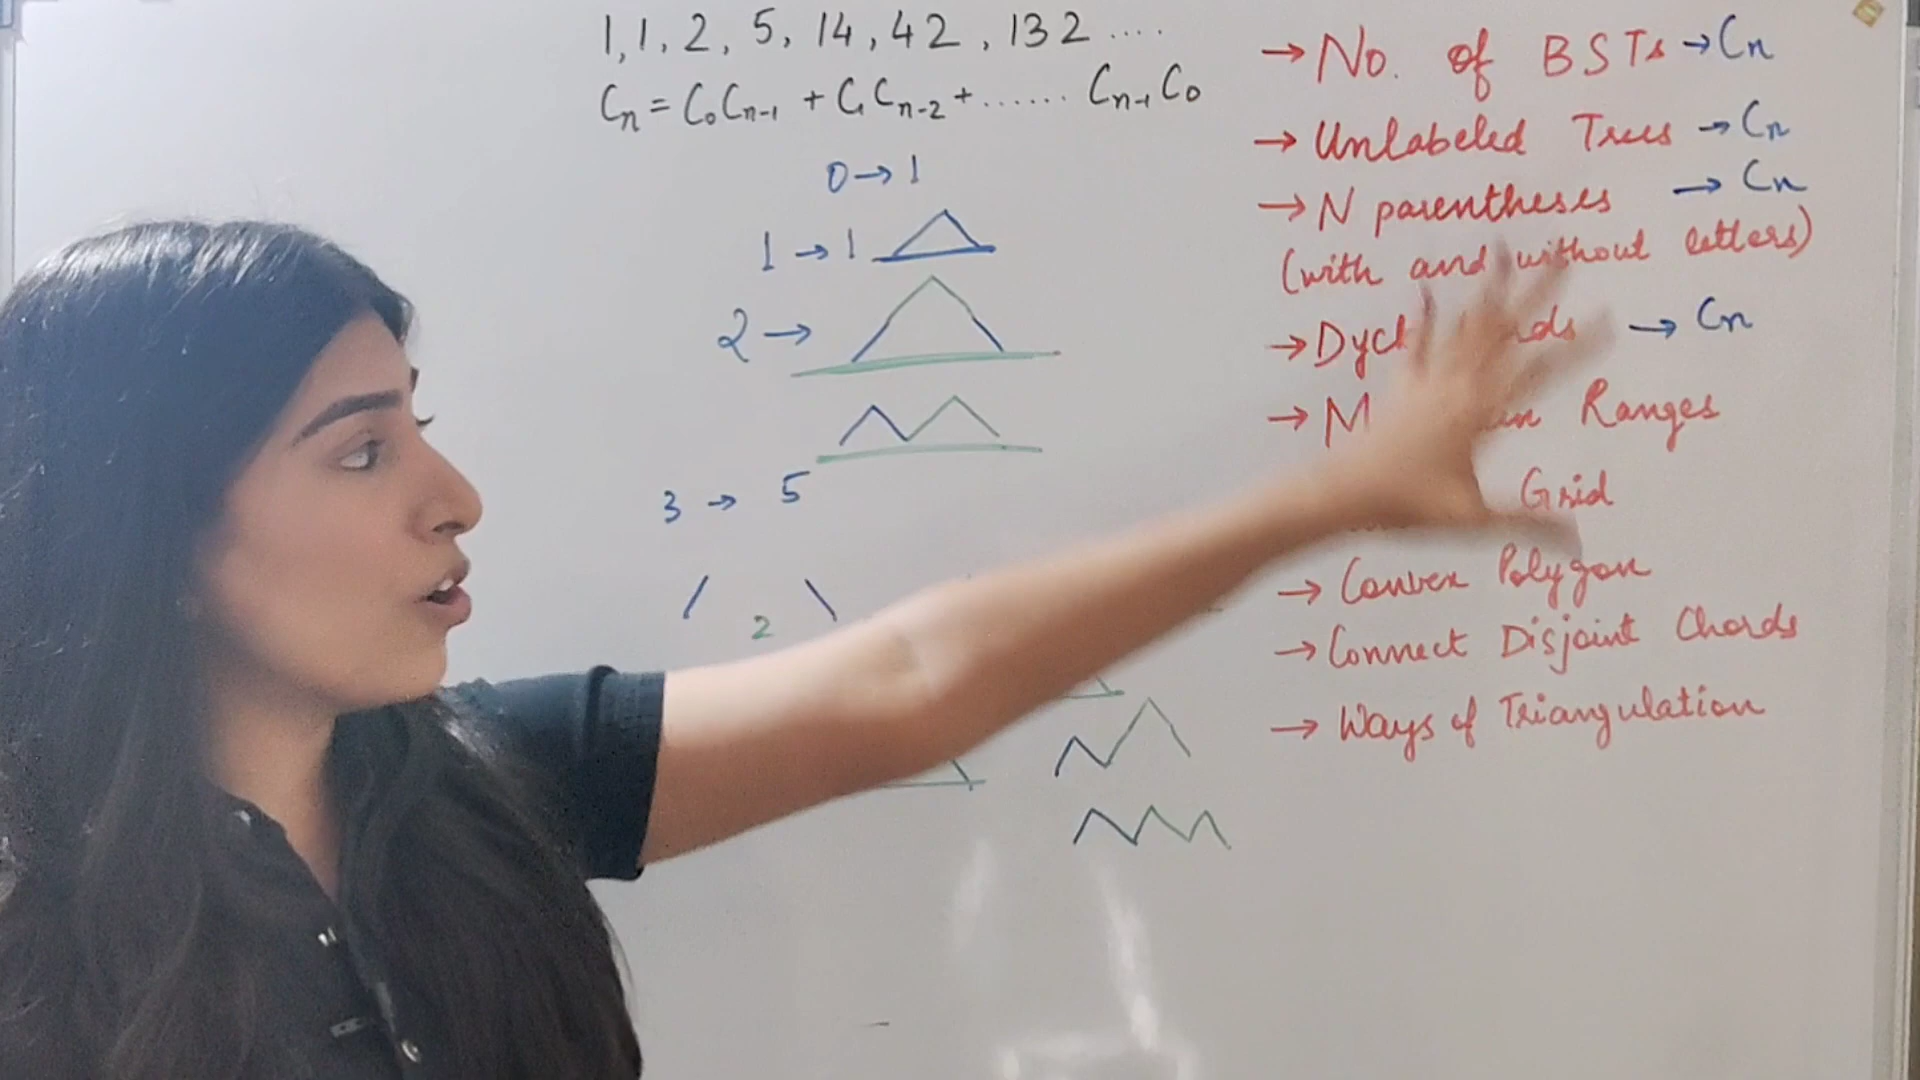 1, 1, 2, 5, 14, 42, 132 ....
Cn = C0Cn-1 + C1Cn-2 + ...... Cn-1C0
0 → 1
1 → 1
2 →
3 → 5
2
→ No. of BSTs → Cn
→ Unlabeled Trees → Cn
→ N parentheses → Cn
(with and without letters)
→ → Cn
→ Ranges
Grid
→ Convex Polygon
→ Connect Disjoint Chords
→ Ways of Triangulation